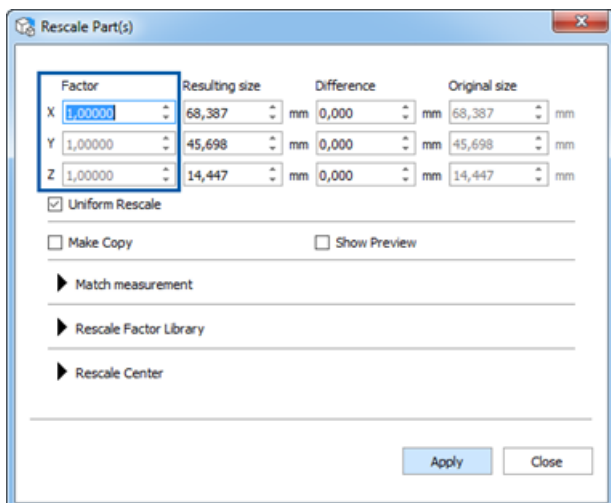 Rescale Part(s)
Factor Resulting size Difference Original size
X 1,00000 68,387 mm 0,000 mm 68,387 mm
Y 1,00000 45,698 mm 0,000 mm 45,698 mm
Z 1,00000 14,447 mm 0,000 mm 14,447 mm
Uniform Rescale
Make Copy Show Preview
Match measurement
Rescale Factor Library
Rescale Center
Apply Close